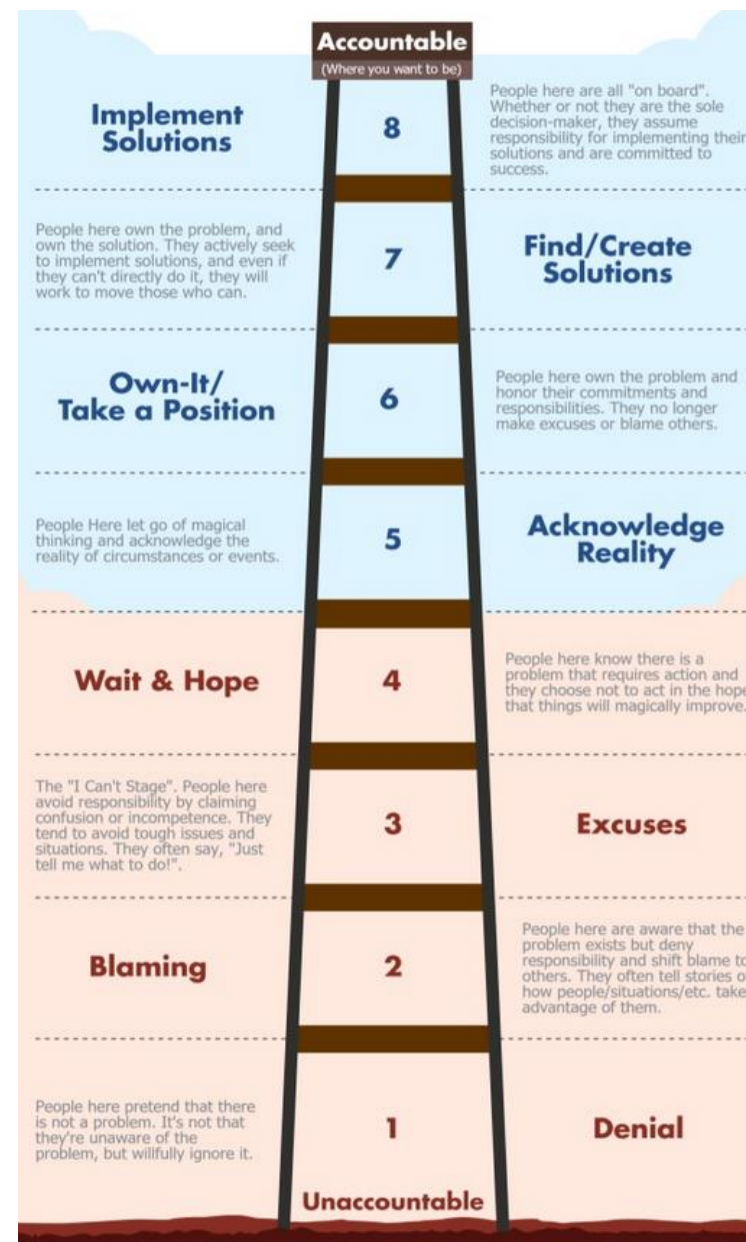 Accountable
(Where you want to be)
Implement
Solutions
8
People here are all "on board".
Whether or not they are the sole
decision-maker, they assume
responsibility for implementing their
solutions and are committed to
success.
People here own the problem, and
own the solution. They actively seek
to implement solutions, and even if
they can't directly do it, they will
work to move those who can.
7
Find/Create
Solutions
Own-It/
Take a Position
6
People here own the problem and
honor their commitments and
responsibilities. They no longer
make excuses or blame others.
People Here let go of magical
thinking and acknowledge the
reality of circumstances or events.
5
Acknowledge
Reality
Wait & Hope
4
People here know there is a
problem that requires action and
they choose not to act in the hope
that things will magically improve.
The "I Can't Stage". People here
avoid responsibility by claiming
confusion or incompetence. They
tend to avoid tough issues and
situations. They often say, "Just
tell me what to do!".
3
Excuses
Blaming
2
People here are aware that the
problem exists but deny
responsibility and shift blame to
others. They often tell stories
how people/situations/etc. take
advantage of them.
People here pretend that there
is not a problem. It's not that
they're unaware of the
problem, but willfully ignore it.
1
Denial
Unaccountable